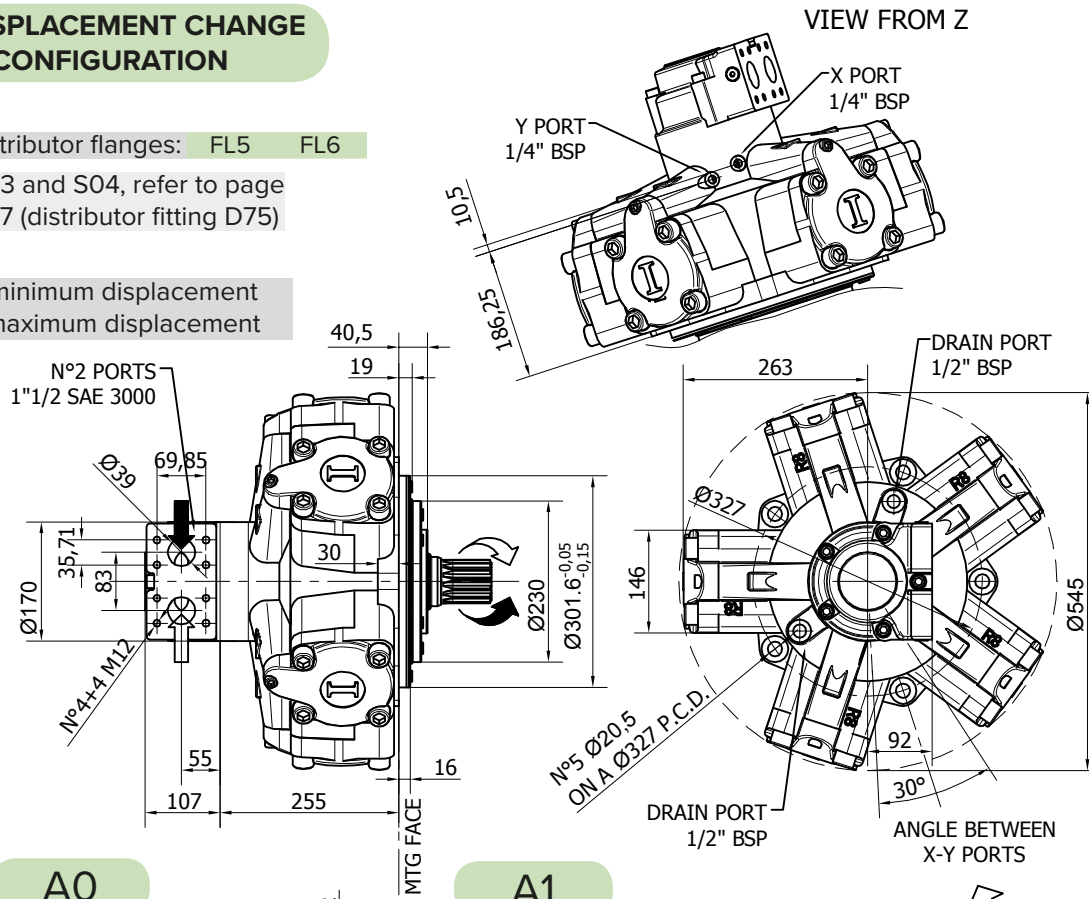 SPLACEMENT CHANGE
CONFIGURATION
VIEW FROM Z
X PORT
1/4" BSP
Y PORT
1/4" BSP
tributor flanges: FL5 FL6
3 and S04, refer to page
7 (distributor fitting D75)
10,5
186,25
minimum displacement
maximum displacement
40,5
19
N°2 PORTS
1"1/2 SAE 3000
DRAIN PORT
1/2" BSP
263
Ø39
69,85
R8
R8
Ø327
35,71
83
30
Ø170
Ø230
Ø301.6 -0,05 -0,15
146
Ø545
R8
R8
R8
N°4+4 M12
N°5 Ø20,5
ON A Ø327 P.C.D.
92
55
16
107
255
30°
MTG FACE
DRAIN PORT
1/2" BSP
ANGLE BETWEEN
X-Y PORTS
A0
A1